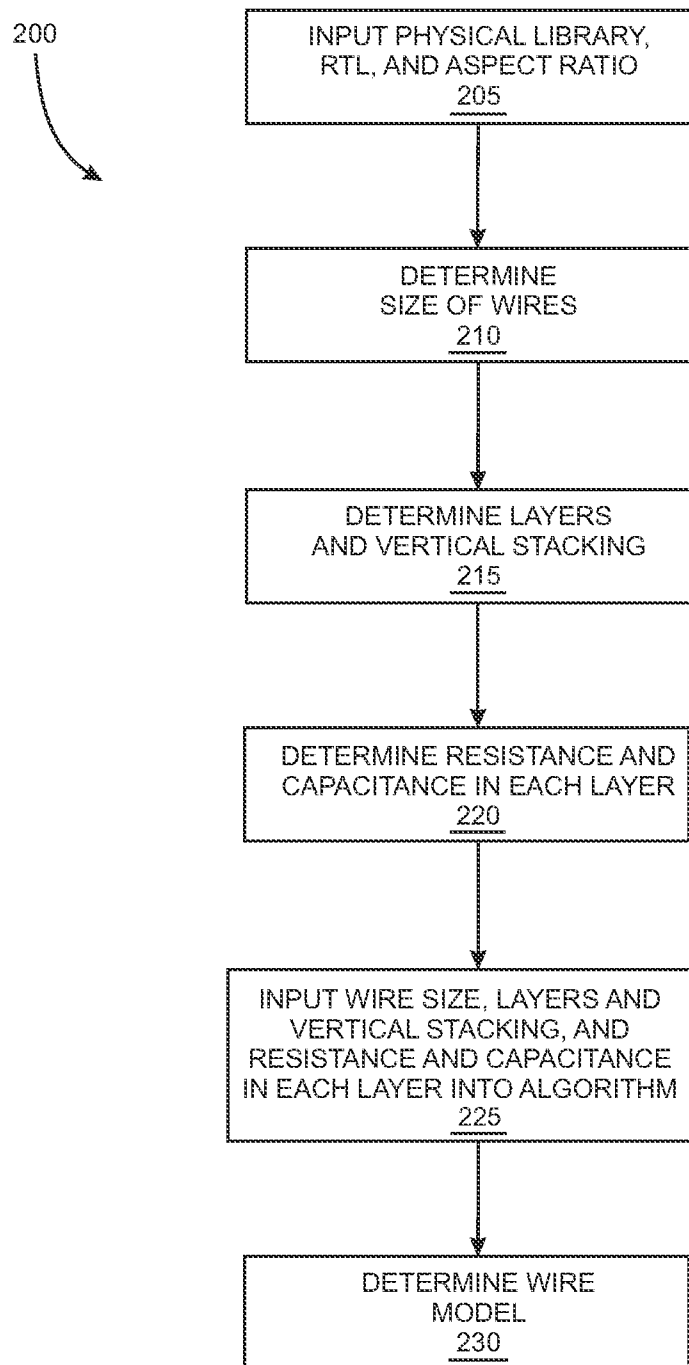 200
INPUT PHYSICAL LIBRARY,
RTL, AND ASPECT RATIO
205
DETERMINE
SIZE OF WIRES
210
DETERMINE LAYERS
AND VERTICAL STACKING
215
DETERMINE RESISTANCE AND
CAPACITANCE IN EACH LAYER
220
INPUT WIRE SIZE, LAYERS AND
VERTICAL STACKING, AND
RESISTANCE AND CAPACITANCE
IN EACH LAYER INTO ALGORITHM
225
DETERMINE WIRE
MODEL
230